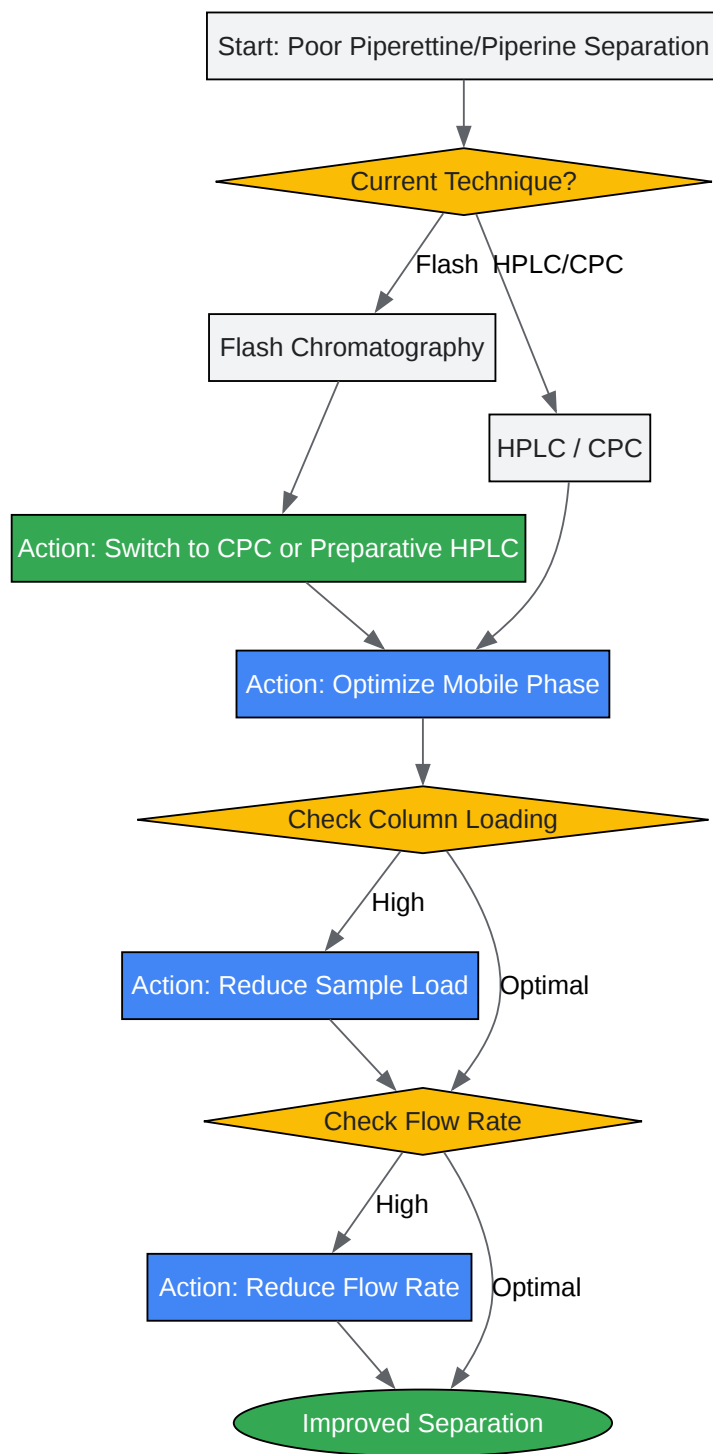 Start: Poor Piperettine/Piperine Separation
Current Technique?
Flash
HPLC/CPC
Flash Chromatography
HPLC / CPC
Action: Switch to CPC or Preparative HPLC
Action: Optimize Mobile Phase
Check Column Loading
High
Action: Reduce Sample Load
Optimal
Check Flow Rate
High
Action: Reduce Flow Rate
Optimal
Improved Separation